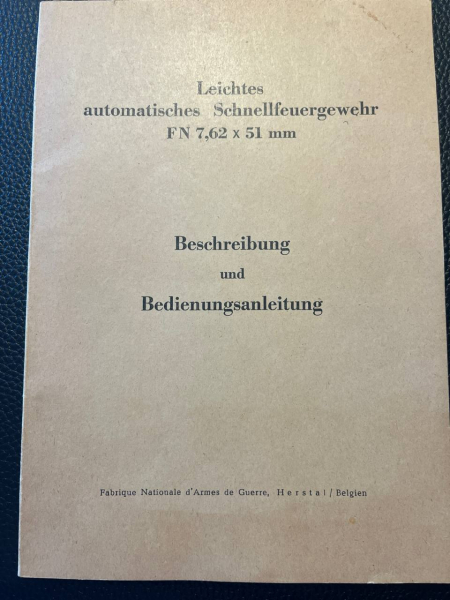 Leichtes
automatisches Schnellfeuergewehr
FN 7,62 x 51 mm
Beschreibung
und
Bedienungsanleitung
Fabrique Nationale d'Armes de Guerre, Herstal/Belgien